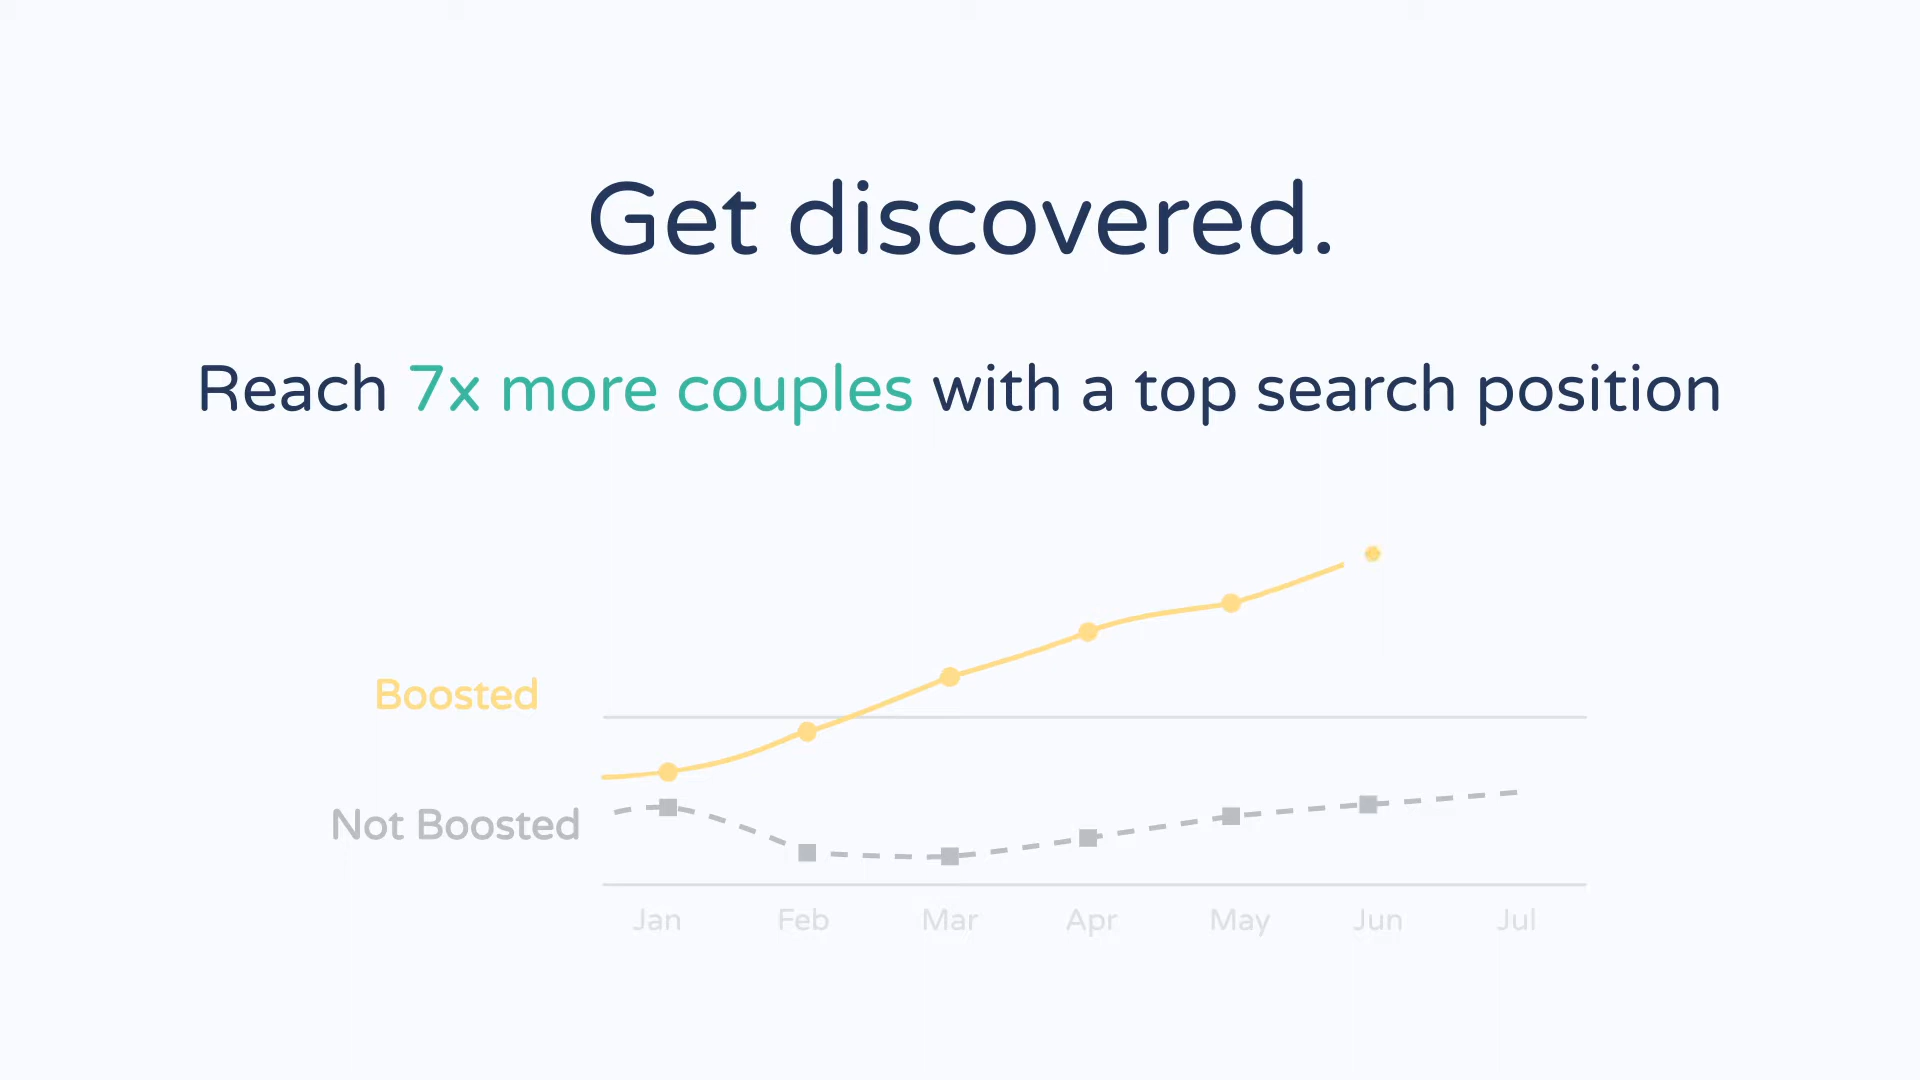 Get discovered.
Reach 7x more couples with a top search position
Boosted
Not Boosted
Jan Feb Mar Apr May Jun Jul